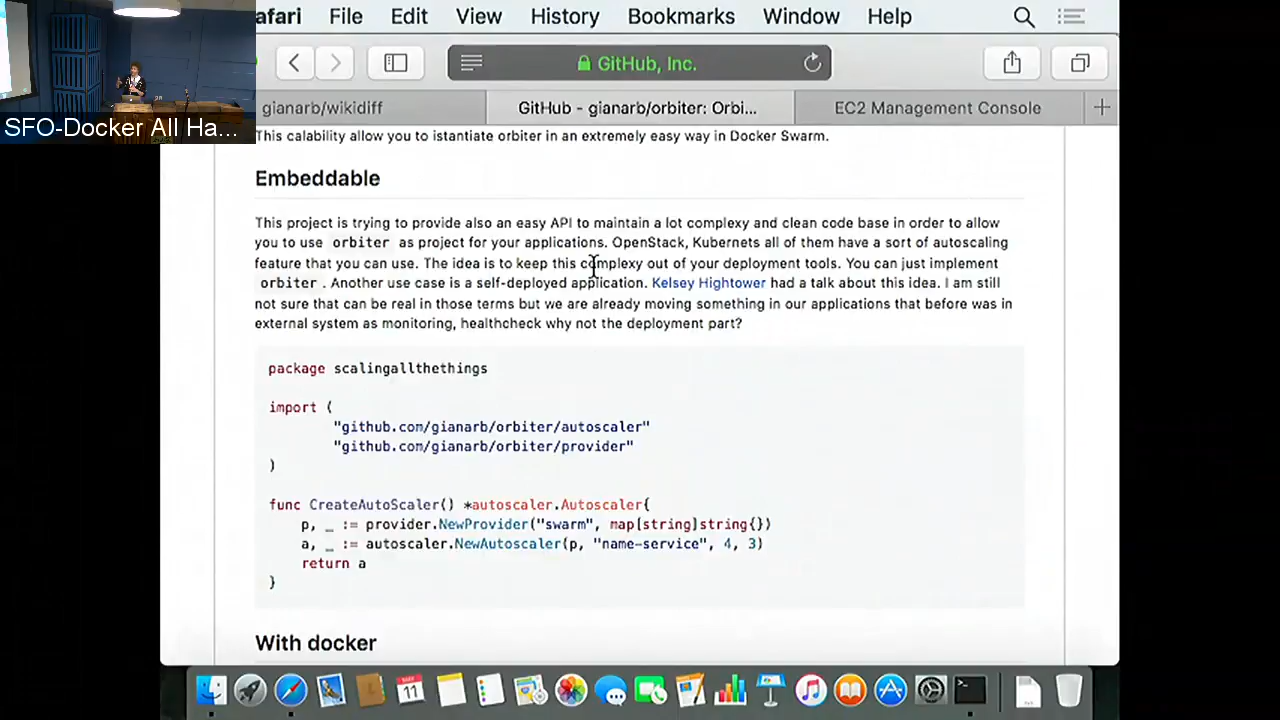 afari File Edit View History Bookmarks Window Help
GitHub, Inc.
gianarb/wikidiff GitHub - gianarb/orbiter: Orbi... EC2 Management Console
SFO-Docker All Ha...
This calability allow you to istantiate orbiter in an extremely easy way in Docker Swarm.
Embeddable
This project is trying to provide also an easy API to maintain a lot complexy and clean code base in order to allow
you to use orbiter as project for your applications. OpenStack, Kubernets all of them have a sort of autoscaling
feature that you can use. The idea is to keep this complexy out of your deployment tools. You can just implement
orbiter . Another use case is a self-deployed application. Kelsey Hightower had a talk about this idea. I am still
not sure that can be real in those terms but we are already moving something in our applications that before was in
external system as monitoring, healthcheck why not the deployment part?
package scalingallthethings
import (
"github.com/gianarb/orbiter/autoscaler"
"github.com/gianarb/orbiter/provider"
)
func CreateAutoScaler() *autoscaler.Autoscaler{
p, _ := provider.NewProvider("swarm", map[string]string{})
a, _ := autoscaler.NewAutoscaler(p, "name-service", 4, 3)
return a
}
With docker
MAY
11